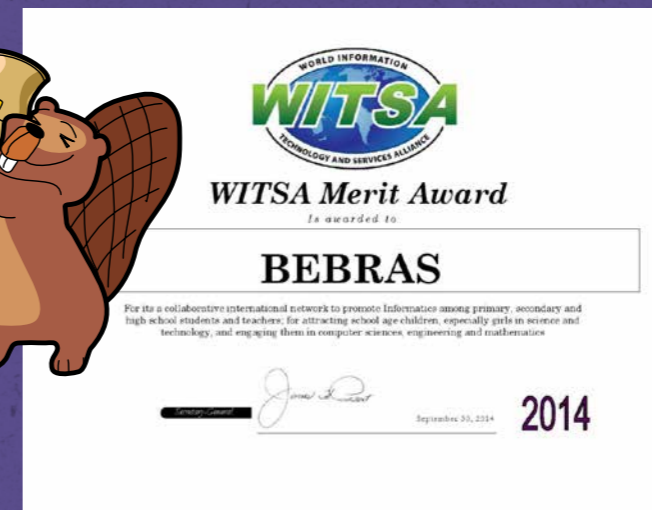 WORLD INFORMATION
WITSA
TECHNOLOGY AND SERVICES ALLIANCE
WITSA Merit Award
Is awarded to
BEBRAS
For its a collaborative international network to promote Informatics among primary, secondary and
high school students and teachers; for attracting school age children, especially girls in science and
technology, and engaging them in computer sciences, engineering and mathematics
Secretary General
September 30, 2014
2014